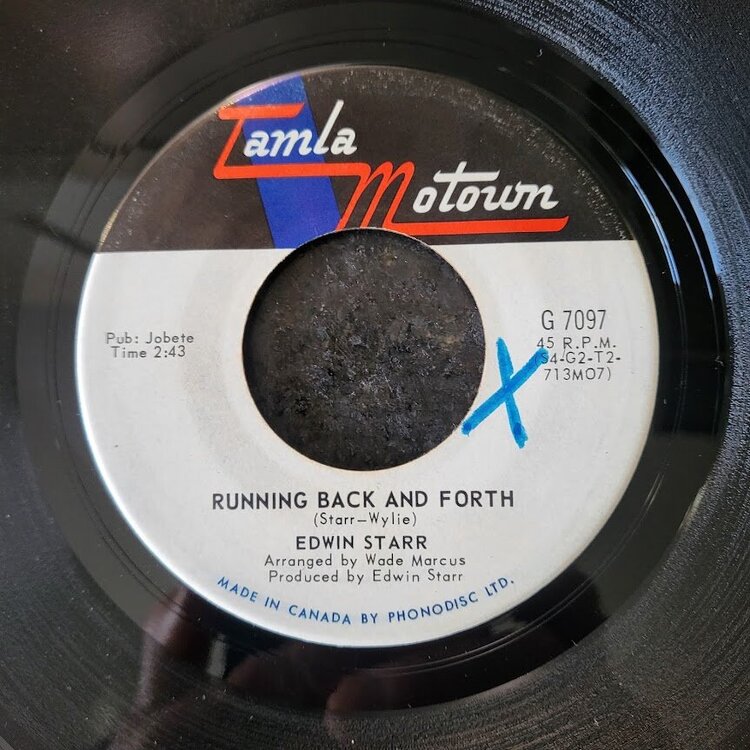 Tamla
Motown
Pub: Jobete
Time 2:43
G 7097
45 R.P.M.
(S4-G2-T2-
713MO7)
X
RUNNING BACK AND FORTH
(Starr—Wylie)
EDWIN STARR
Arranged by Wade Marcus
Produced by Edwin Starr
MADE IN CANADA BY PHONODISC LTD.